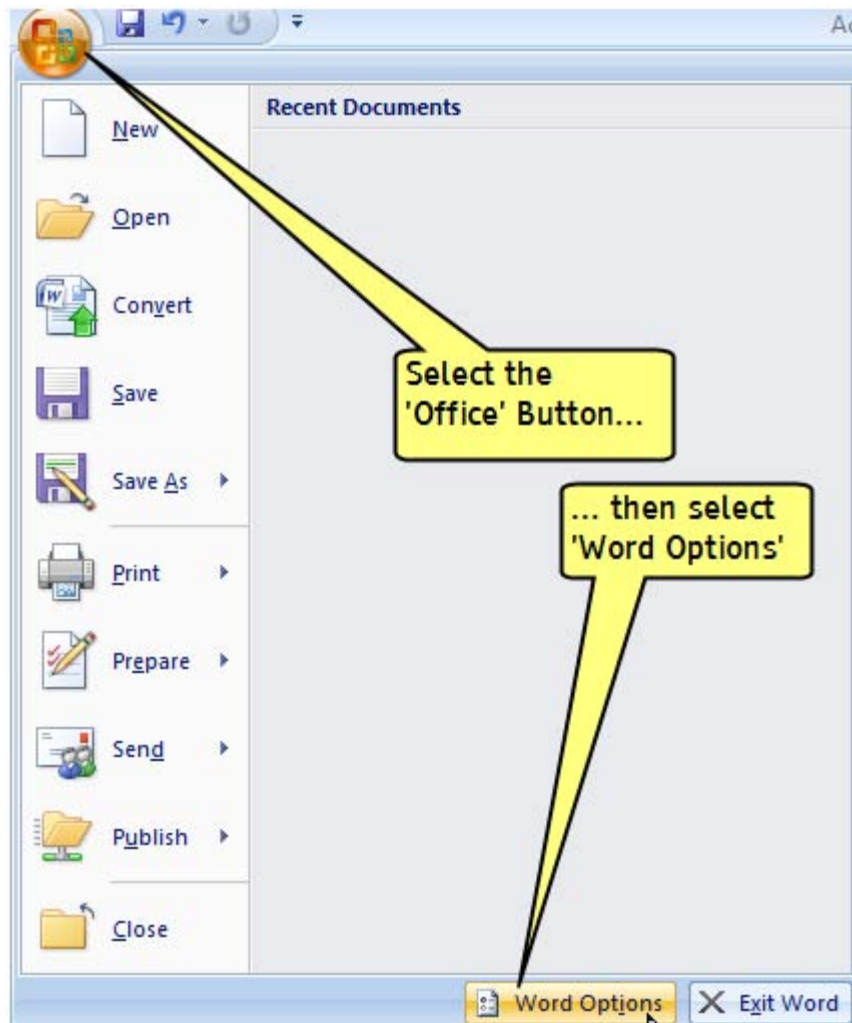 Ac
Recent Documents
New
Open
Convert
Save
Save As
Print
Prepare
Send
Publish
Close
Select the
'Office' Button...
... then select
'Word Options'
Word Options
Exit Word